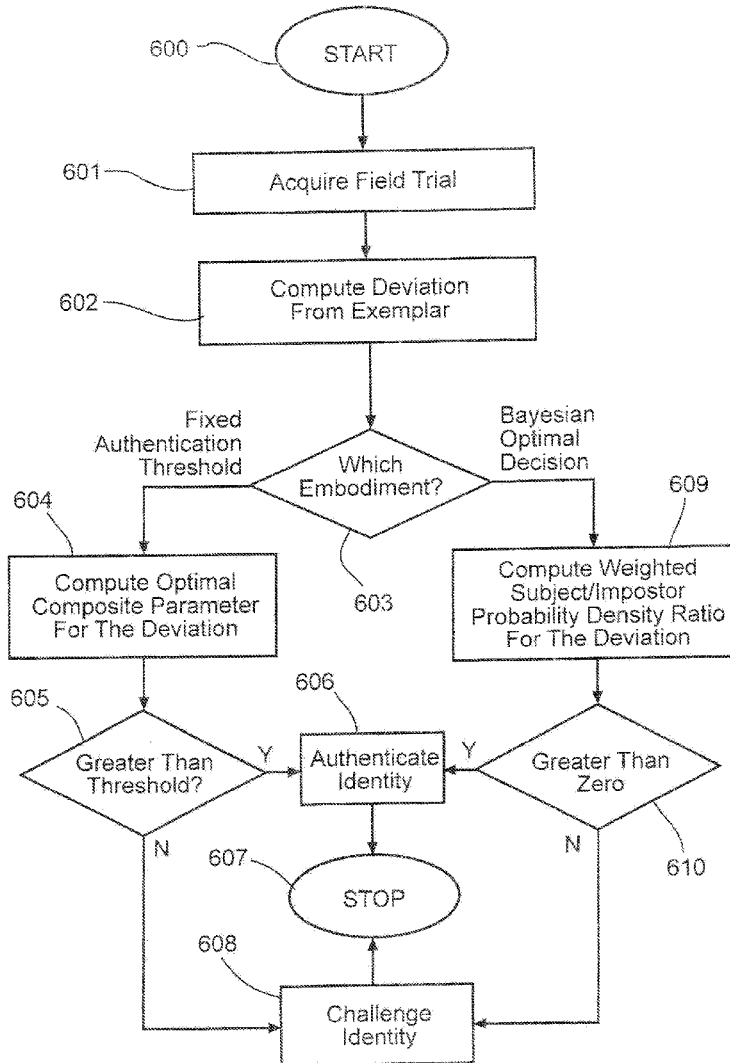 600
START
601
Acquire Field Trial
602
Compute Deviation
From Exemplar
Fixed
Authentication
Threshold
Bayesian
Optimal
Decision
Which
Embodiment?
603
604
Compute Optimal
Composite Parameter
For The Deviation
609
Compute Weighted
Subject/Impostor
Probability Density Ratio
For The Deviation
605
Greater Than
Threshold?
Y
N
606
Authenticate
Identity
Y
Greater Than
Zero
N
610
607
STOP
608
Challenge
Identity